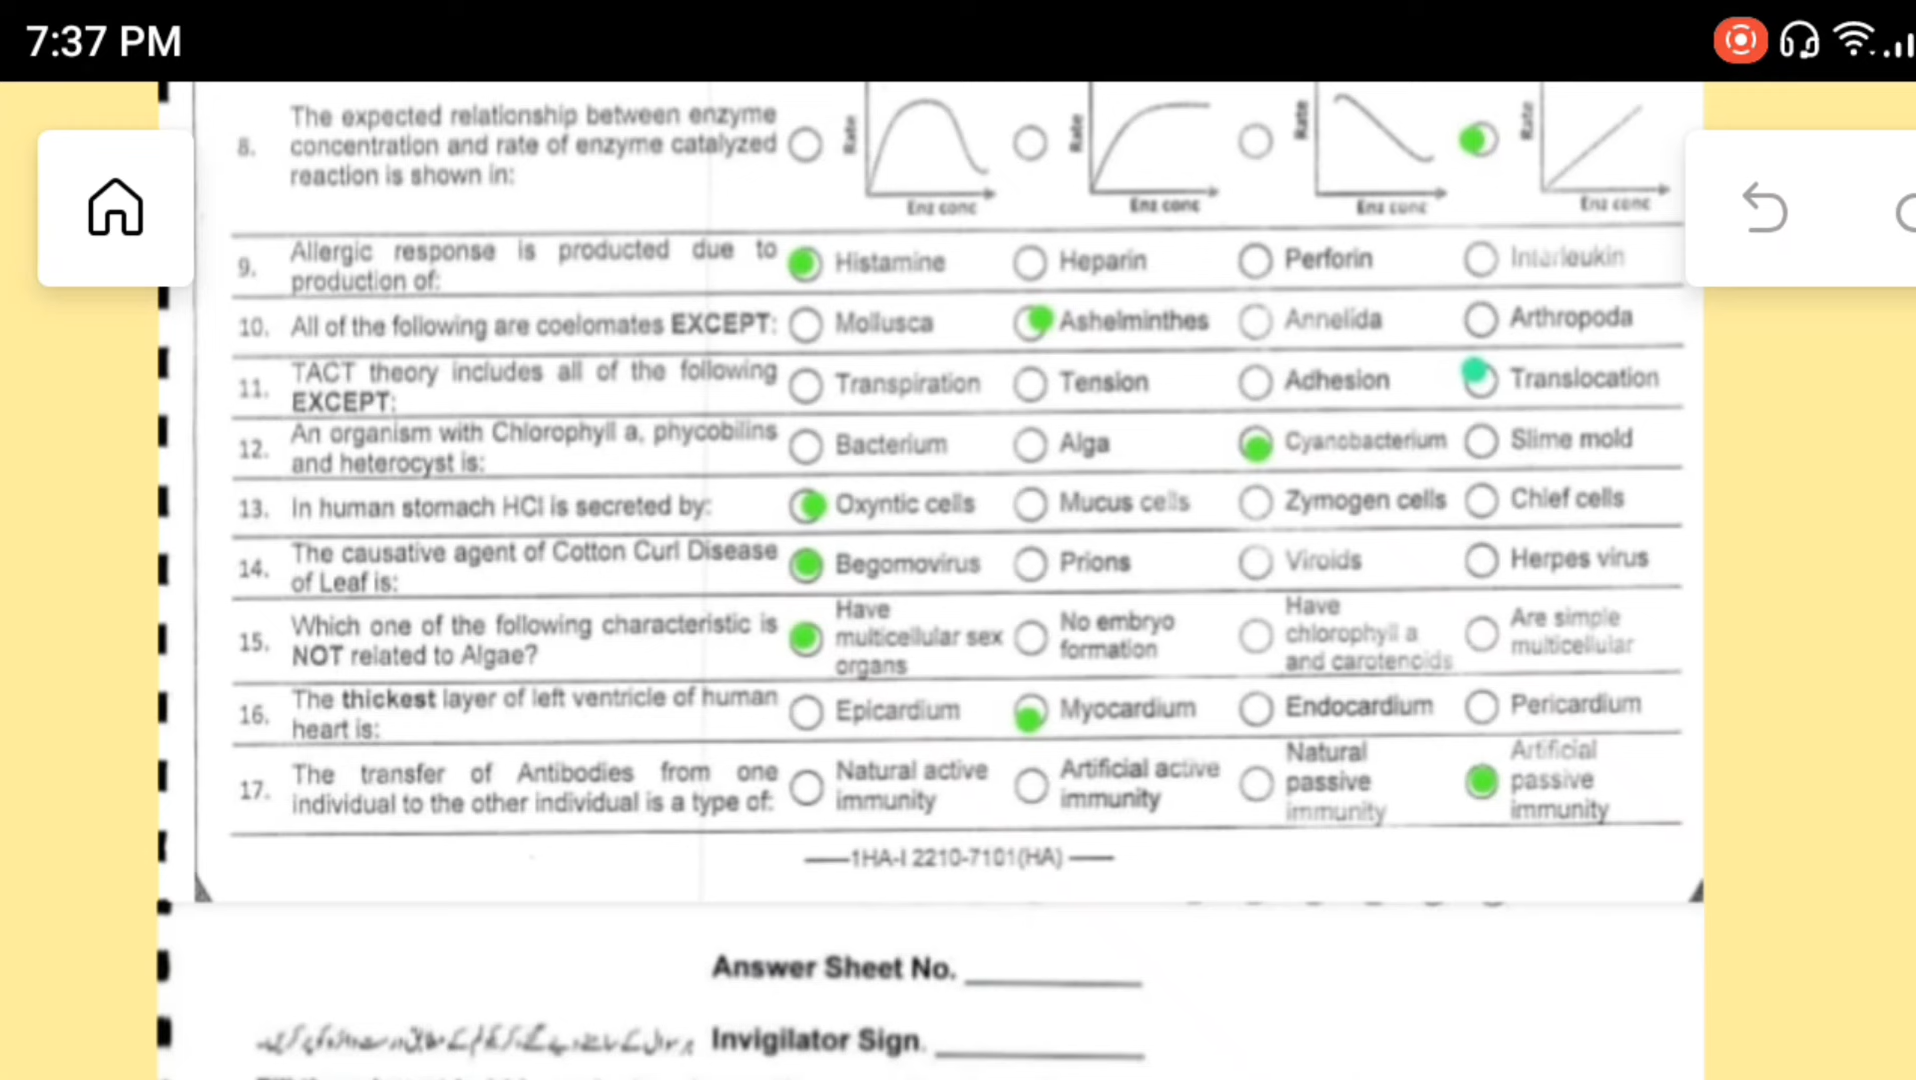 7:37 PM
8. The expected relationship between enzyme concentration and rate of enzyme catalyzed reaction is shown in:
Rate Enz conc
Rate Enz conc
Rate Enz conc
Rate Enz conc
9. Allergic response is producted due to production of: Histamine Heparin Perforin Interleukin
10. All of the following are coelomates EXCEPT: Mollusca Ashelminthes Annelida Arthropoda
11. TACT theory includes all of the following EXCEPT: Transpiration Tension Adhesion Translocation
12. An organism with Chlorophyll a, phycobilins and heterocyst is: Bacterium Alga Cyanobacterium Slime mold
13. In human stomach HCl is secreted by: Oxyntic cells Mucus cells Zymogen cells Chief cells
14. The causative agent of Cotton Curl Disease of Leaf is: Begomovirus Prions Viroids Herpes virus
15. Which one of the following characteristic is NOT related to Algae? Have multicellular sex organs No embryo formation Have chlorophyll a and carotenoids Are simple multicellular
16. The thickest layer of left ventricle of human heart is: Epicardium Myocardium Endocardium Pericardium
17. The transfer of Antibodies from one individual to the other individual is a type of: Natural active immunity Artificial active immunity Natural passive immunity Artificial passive immunity
——1HA-I 2210-7101(HA) ——
Answer Sheet No. ________
Invigilator Sign. ________